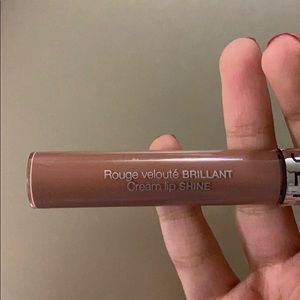 Rouge velouté BRILLANT
Cream lip SHINE